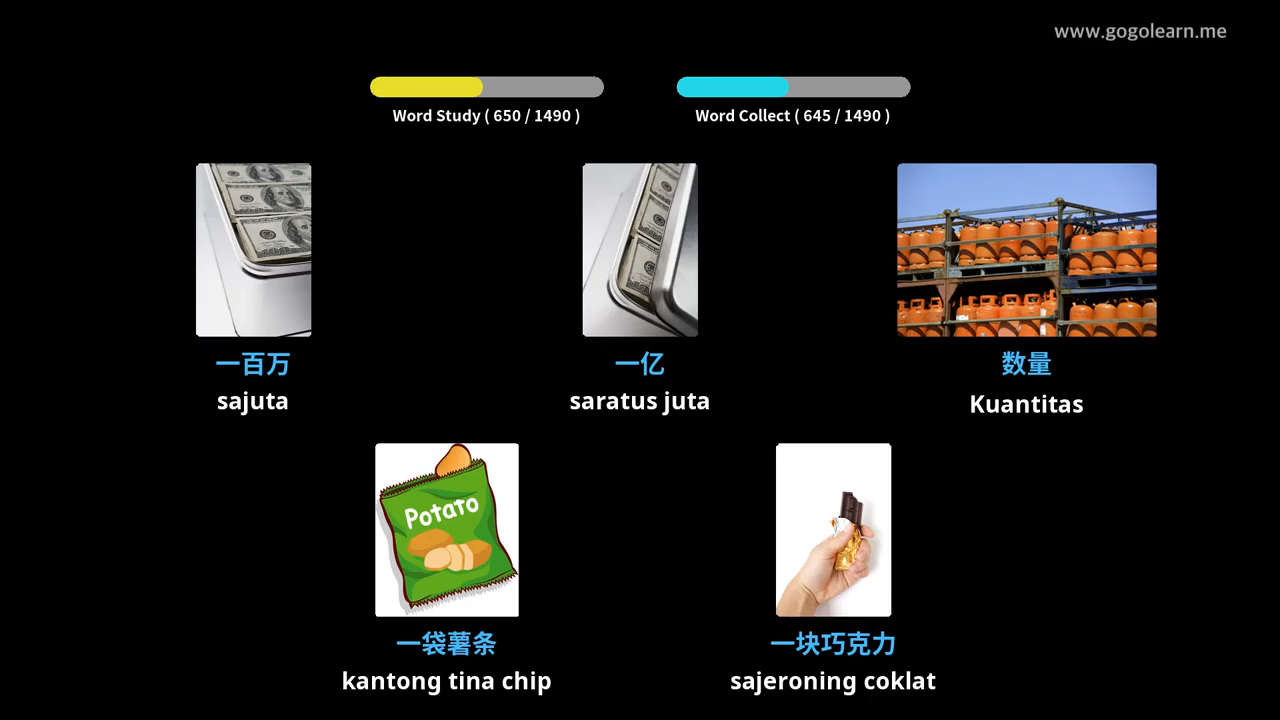 www.gogolearn.me
Word Study ( 650 / 1490 )
Word Collect ( 645 / 1490 )
一百万
sajuta
一亿
saratus juta
数量
Kuantitas
Potato
一袋薯条
kantong tina chip
一块巧克力
sajeroning coklat